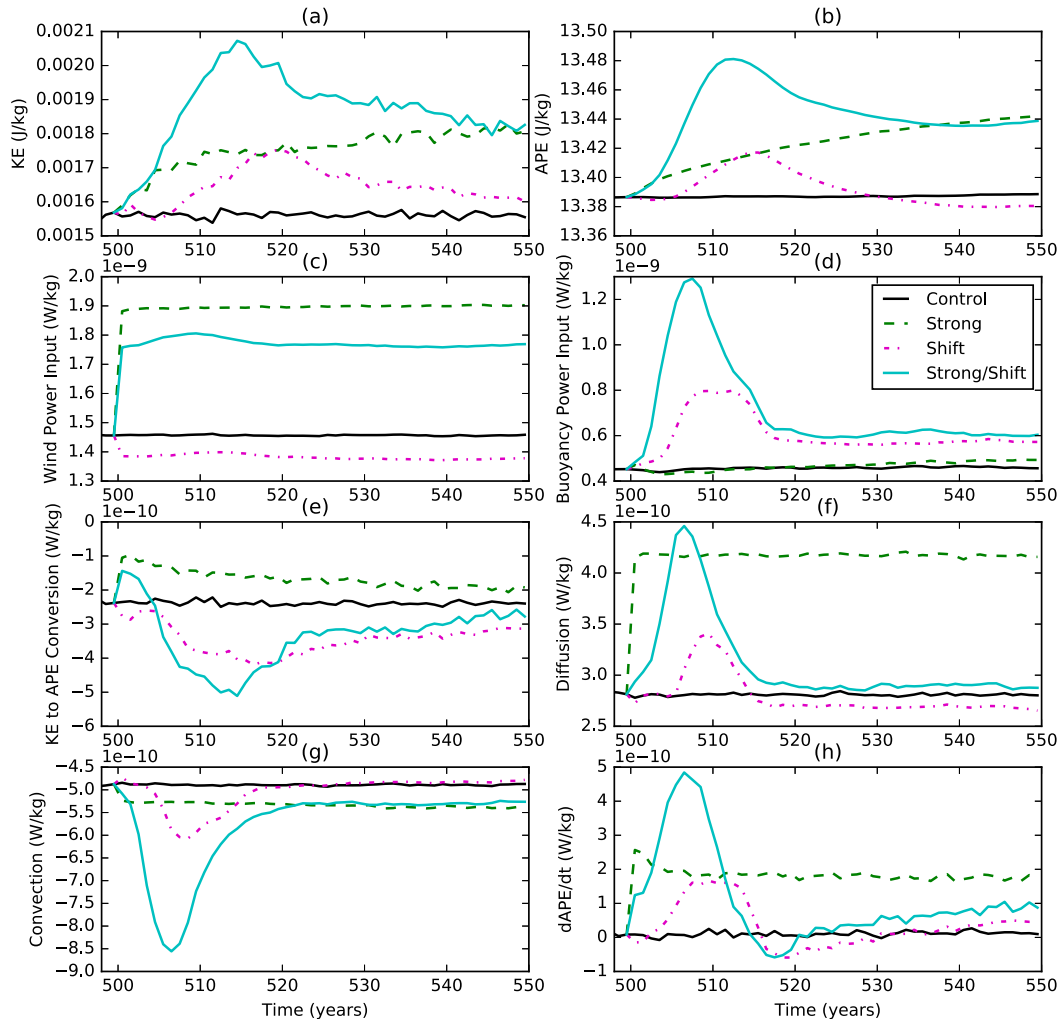 (a)
0.0021
0.0020
0.0019
0.0018
0.0017
0.0016
0.0015
KE (J/kg)
500 510 520 530 540 550
(b)
13.50
13.48
13.46
13.44
13.42
13.40
13.38
13.36
APE (J/kg)
500 510 520 530 540 550
1e−9
(c)
2.0
1.9
1.8
1.7
1.6
1.5
1.4
1.3
Wind Power Input (W/kg)
500 510 520 530 540 550
1e−9
(d)
1.2
1.0
0.8
0.6
0.4
Buoyancy Power Input (W/kg)
Control
Strong
Shift
Strong/Shift
500 510 520 530 540 550
1e−10
(e)
0
−1
−2
−3
−4
−5
−6
KE to APE Conversion (W/kg)
500 510 520 530 540 550
1e−10
(f)
4.5
4.0
3.5
3.0
2.5
Diffusion (W/kg)
500 510 520 530 540 550
1e−10
(g)
−4.5
−5.0
−5.5
−6.0
−6.5
−7.0
−7.5
−8.0
−8.5
−9.0
Convection (W/kg)
500 510 520 530 540 550
Time (years)
1e−10
(h)
5
4
3
2
1
0
−1
dAPE/dt (W/kg)
500 510 520 530 540 550
Time (years)